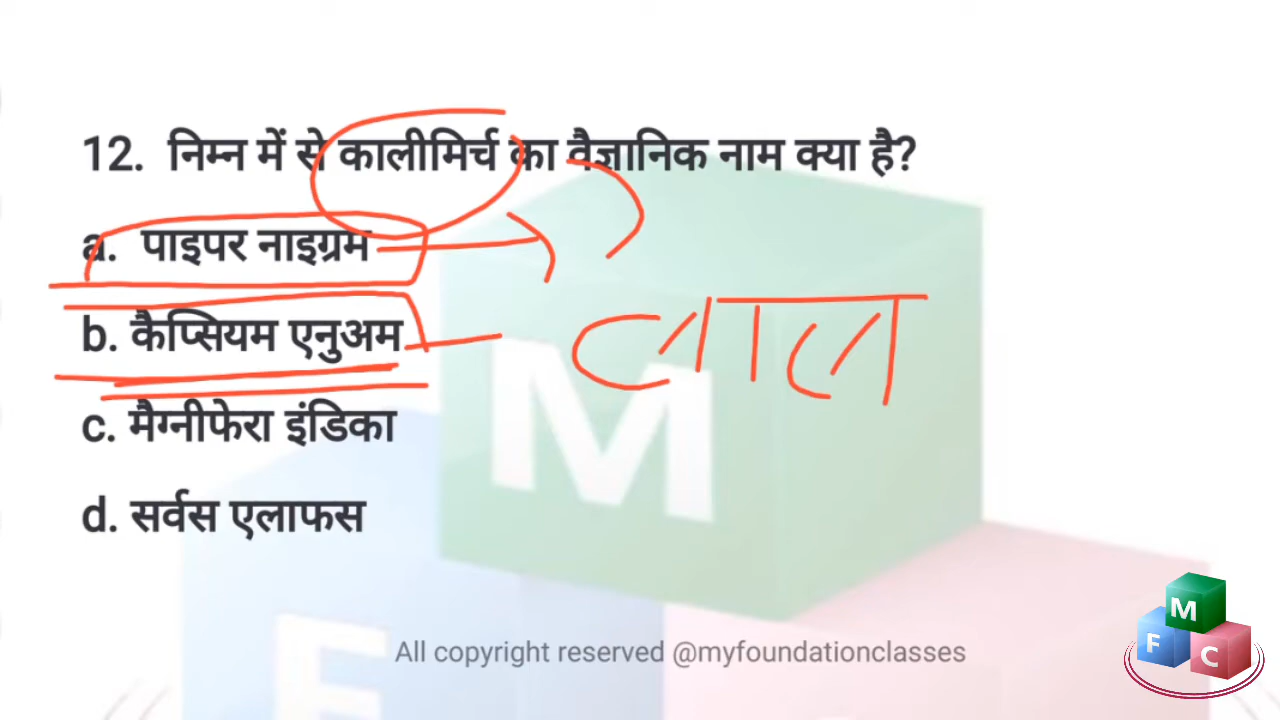 12. निम्न में से कालीमिर्च का वैज्ञानिक नाम क्या है?
a. पाइपर नाइग्रम
b. कैप्सियम एनुअम
लाल
c. मैग्नीफेरा इंडिका
d. सर्वस एलाफस
All copyright reserved @myfoundationclasses
M
F
C
M
F